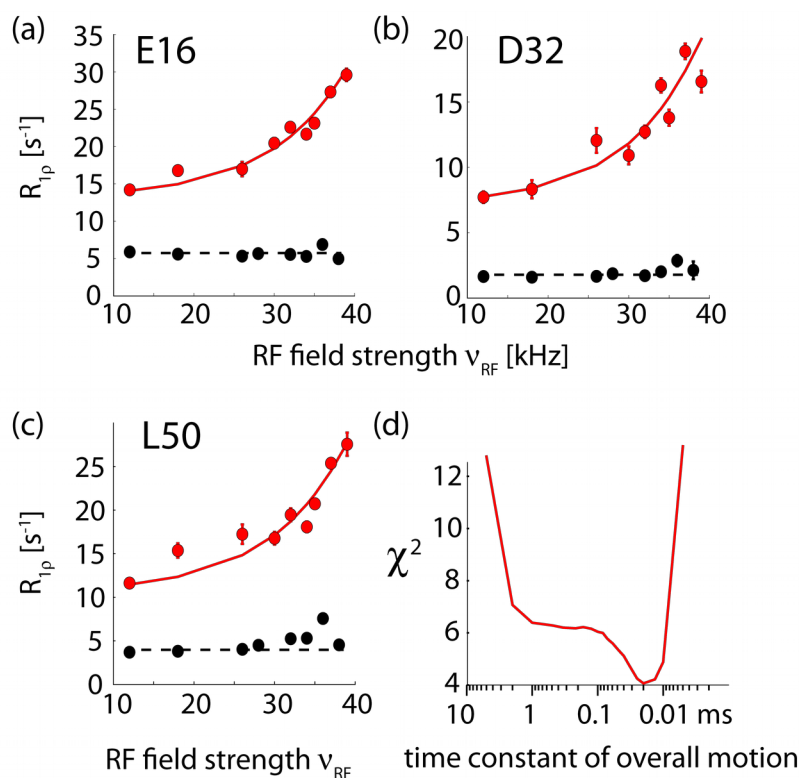 (a)
E16
R1ρ [s-1]
35
30
25
20
15
10
5
0
10
20
30
40
(b)
D32
20
15
10
5
0
10
20
30
40
RF field strength νRF [kHz]
(c)
L50
R1ρ [s-1]
25
20
15
10
5
0
10
20
30
40
RF field strength νRF
(d)
χ2
12
10
8
6
4
10
1
0.1
0.01 ms
time constant of overall motion